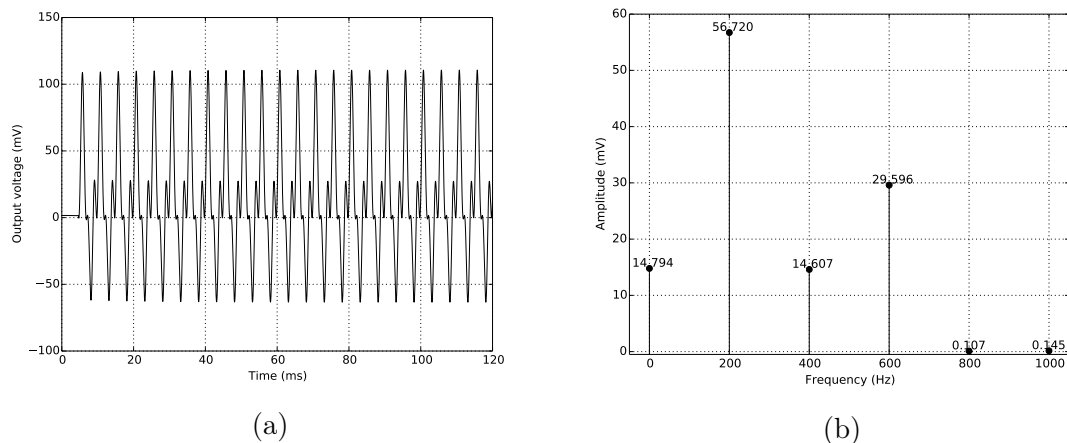 150
100
50
0
−50
−100
Output voltage (mV)
0 20 40 60 80 100 120
Time (ms)
(a)
60
50
40
30
20
10
0
Amplitude (mV)
14.794
56.720
14.607
29.596
0.107
0.145
0 200 400 600 800 1000
Frequency (Hz)
(b)